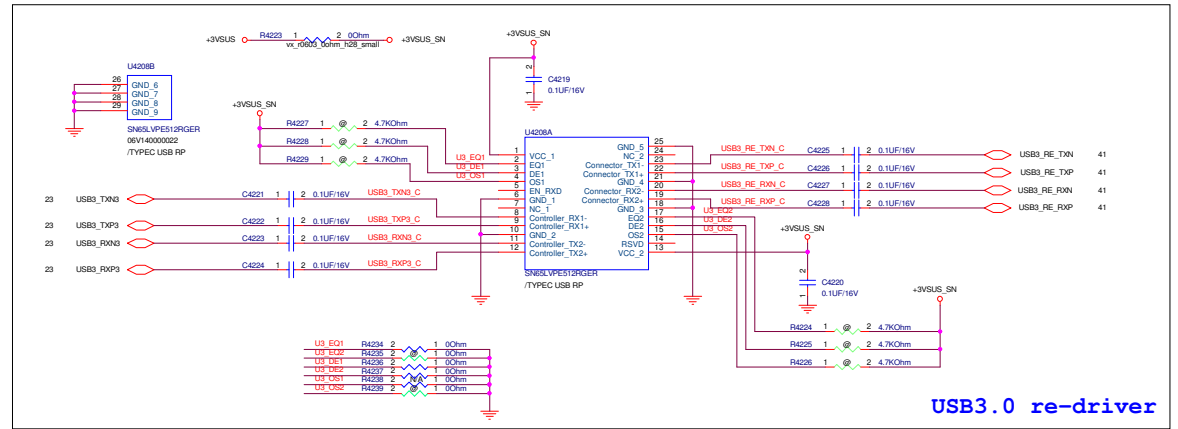 +3VSUS R4223 1 2 0Ohm +3VSUS_SN
vx_r0603_0ohm_h28_small
+3VSUS_SN
U4208B
26 GND_6
27 GND_7
28 GND_8
29 GND_9
SN65LVPE512RGER
06V140000022
/TYPEC USB RP
2 C4219
1 0.1UF/16V
+3VSUS_SN
R4227 1 @ 2 4.7KOhm
R4228 1 @ 2 4.7KOhm
R4229 1 @ 2 4.7KOhm
U3_EQ1
U3_DE1
U3_OS1
U4208A
1 VCC_1
2 EQ1
3 DE1
4 OS1
5 EN_RXD
6 GND_1
7 NC_1
8 Controller_RX1-
9 Controller_RX1+
10 GND_2
11 Controller_TX2-
12 Controller_TX2+
GND_5 25
NC_2 24
Connector_TX1- 23
Connector_TX1+ 22
GND_4 21
Connector_RX2- 20
Connector_RX2+ 19
GND_3 18
EQ2 17
DE2 16
OS2 15
RSVD 14
VCC_2 13
SN65LVPE512RGER
/TYPEC USB RP
23 USB3_TXN3 C4221 1 2 0.1UF/16V USB3_TXN3_C
23 USB3_TXP3 C4222 1 2 0.1UF/16V USB3_TXP3_C
23 USB3_RXN3 C4223 1 2 0.1UF/16V USB3_RXN3_C
23 USB3_RXP3 C4224 1 2 0.1UF/16V USB3_RXP3_C
USB3_RE_TXN_C C4225 1 2 0.1UF/16V USB3_RE_TXN 41
USB3_RE_TXP_C C4226 1 2 0.1UF/16V USB3_RE_TXP 41
USB3_RE_RXN_C C4227 1 2 0.1UF/16V USB3_RE_RXN 41
USB3_RE_RXP_C C4228 1 2 0.1UF/16V USB3_RE_RXP 41
U3_EQ2
U3_DE2
U3_OS2
+3VSUS_SN
2 C4220
1 0.1UF/16V
+3VSUS_SN
R4224 1 @ 2 4.7KOhm
R4225 1 @ 2 4.7KOhm
R4226 1 @ 2 4.7KOhm
U3_EQ1 R4234 2 1 0Ohm
U3_EQ2 R4235 2 @ 1 0Ohm
U3_DE1 R4236 2 1 0Ohm
U3_DE2 R4237 2 1 0Ohm
U3_OS1 R4238 2 1 0Ohm
U3_OS2 R4239 2 @ 1 0Ohm
USB3.0 re-driver